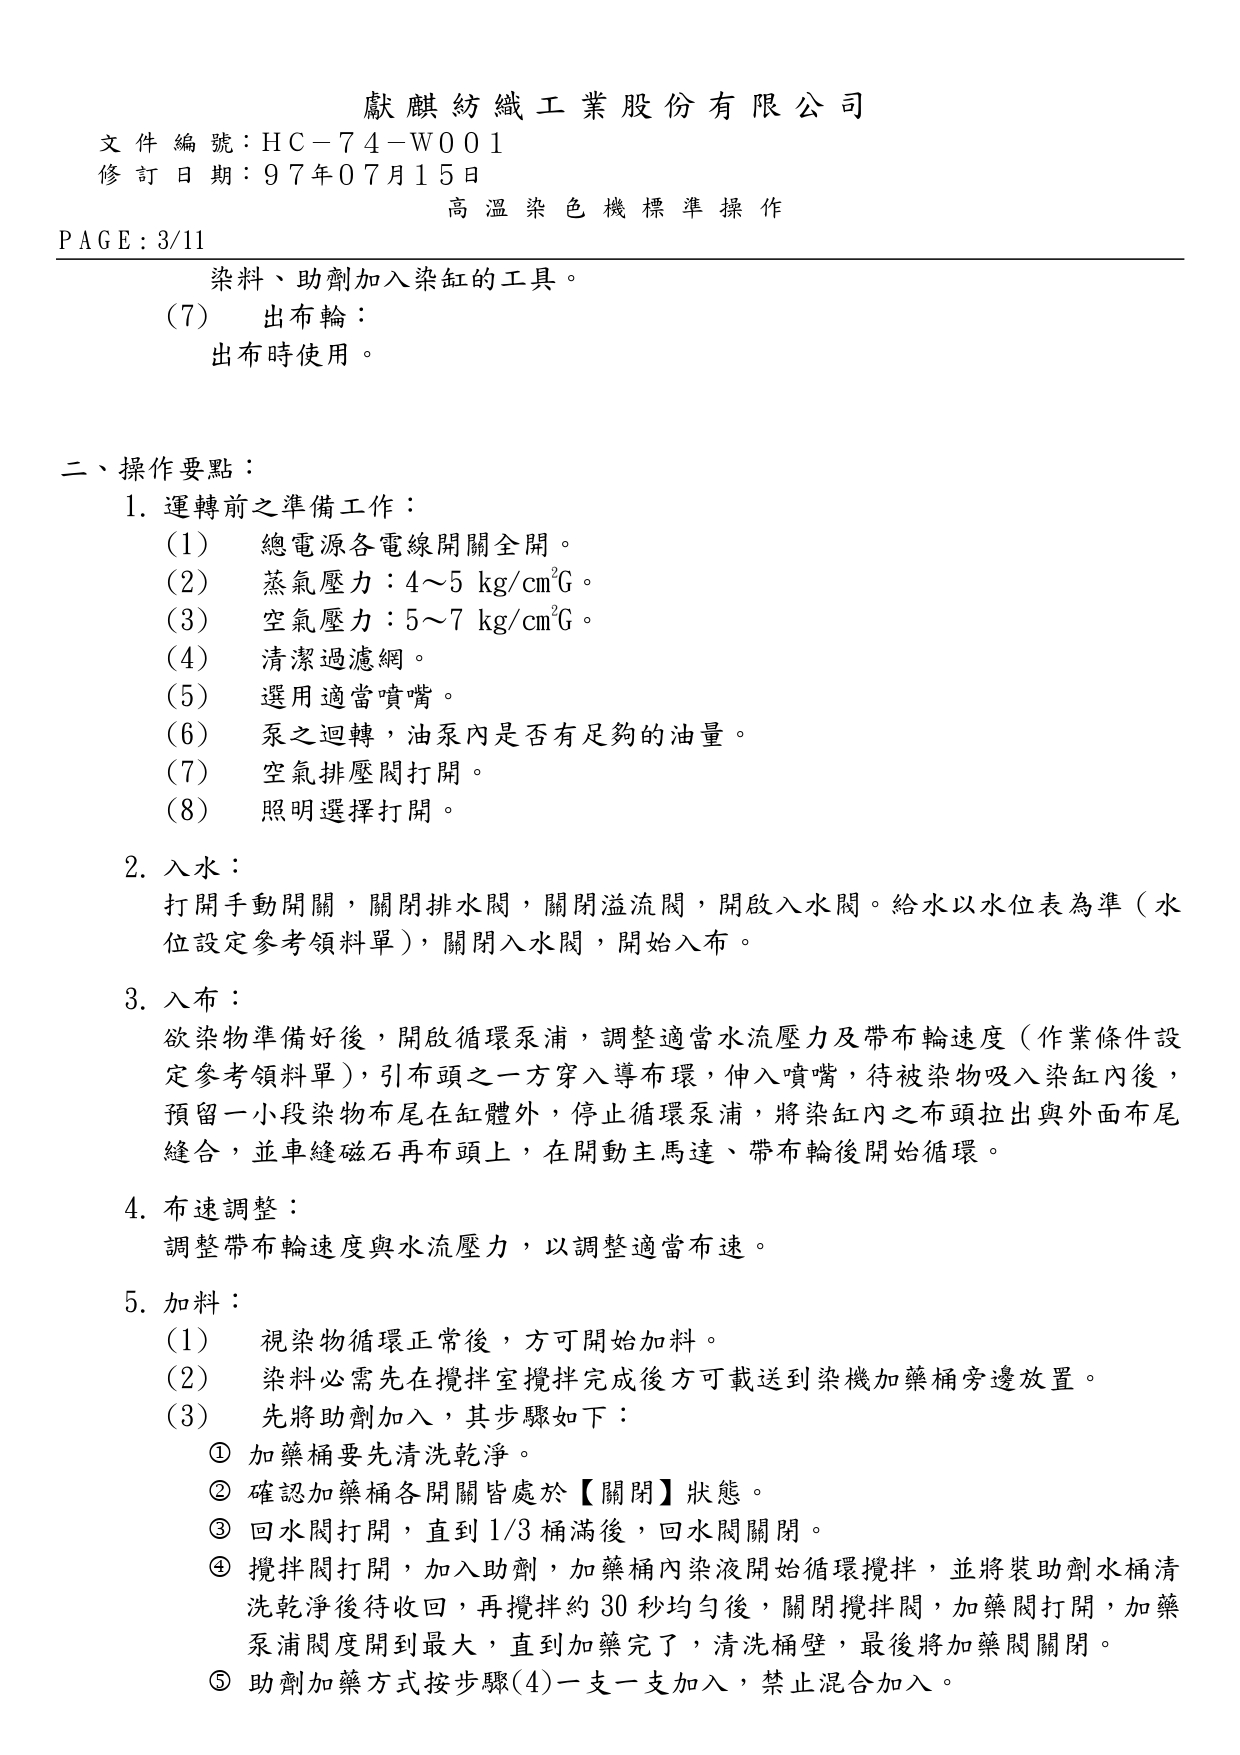 獻麒紡織工業股份有限公司
文件編號：HC－74－W001
修訂日期：97年07月15日
高溫染色機標準操作
PAGE：3/11
染料、助劑加入染缸的工具。
(7) 出布輪：
出布時使用。
二、操作要點：
1. 運轉前之準備工作：
(1) 總電源各電線開關全開。
(2) 蒸氣壓力：4～5 kg/cm²G。
(3) 空氣壓力：5～7 kg/cm²G。
(4) 清潔過濾網。
(5) 選用適當噴嘴。
(6) 泵之迴轉，油泵內是否有足夠的油量。
(7) 空氣排壓閥打開。
(8) 照明選擇打開。
2. 入水：
打開手動開關，關閉排水閥，關閉溢流閥，開啟入水閥。給水以水位表為準（水
位設定參考領料單），關閉入水閥，開始入布。
3. 入布：
欲染物準備好後，開啟循環泵浦，調整適當水流壓力及帶布輪速度（作業條件設
定參考領料單），引布頭之一方穿入導布環，伸入噴嘴，待被染物吸入染缸內後，
預留一小段染物布尾在缸體外，停止循環泵浦，將染缸內之布頭拉出與外面布尾
縫合，並車縫磁石再布頭上，在開動主馬達、帶布輪後開始循環。
4. 布速調整：
調整帶布輪速度與水流壓力，以調整適當布速。
5. 加料：
(1) 視染物循環正常後，方可開始加料。
(2) 染料必需先在攪拌室攪拌完成後方可載送到染機加藥桶旁邊放置。
(3) 先將助劑加入，其步驟如下：
① 加藥桶要先清洗乾淨。
② 確認加藥桶各開關皆處於【關閉】狀態。
③ 回水閥打開，直到 1/3 桶滿後，回水閥關閉。
④ 攪拌閥打開，加入助劑，加藥桶內染液開始循環攪拌，並將裝助劑水桶清
洗乾淨後待收回，再攪拌約 30 秒均勻後，關閉攪拌閥，加藥閥打開，加藥
泵浦閥度開到最大，直到加藥完了，清洗桶壁，最後將加藥閥關閉。
⑤ 助劑加藥方式按步驟(4)一支一支加入，禁止混合加入。